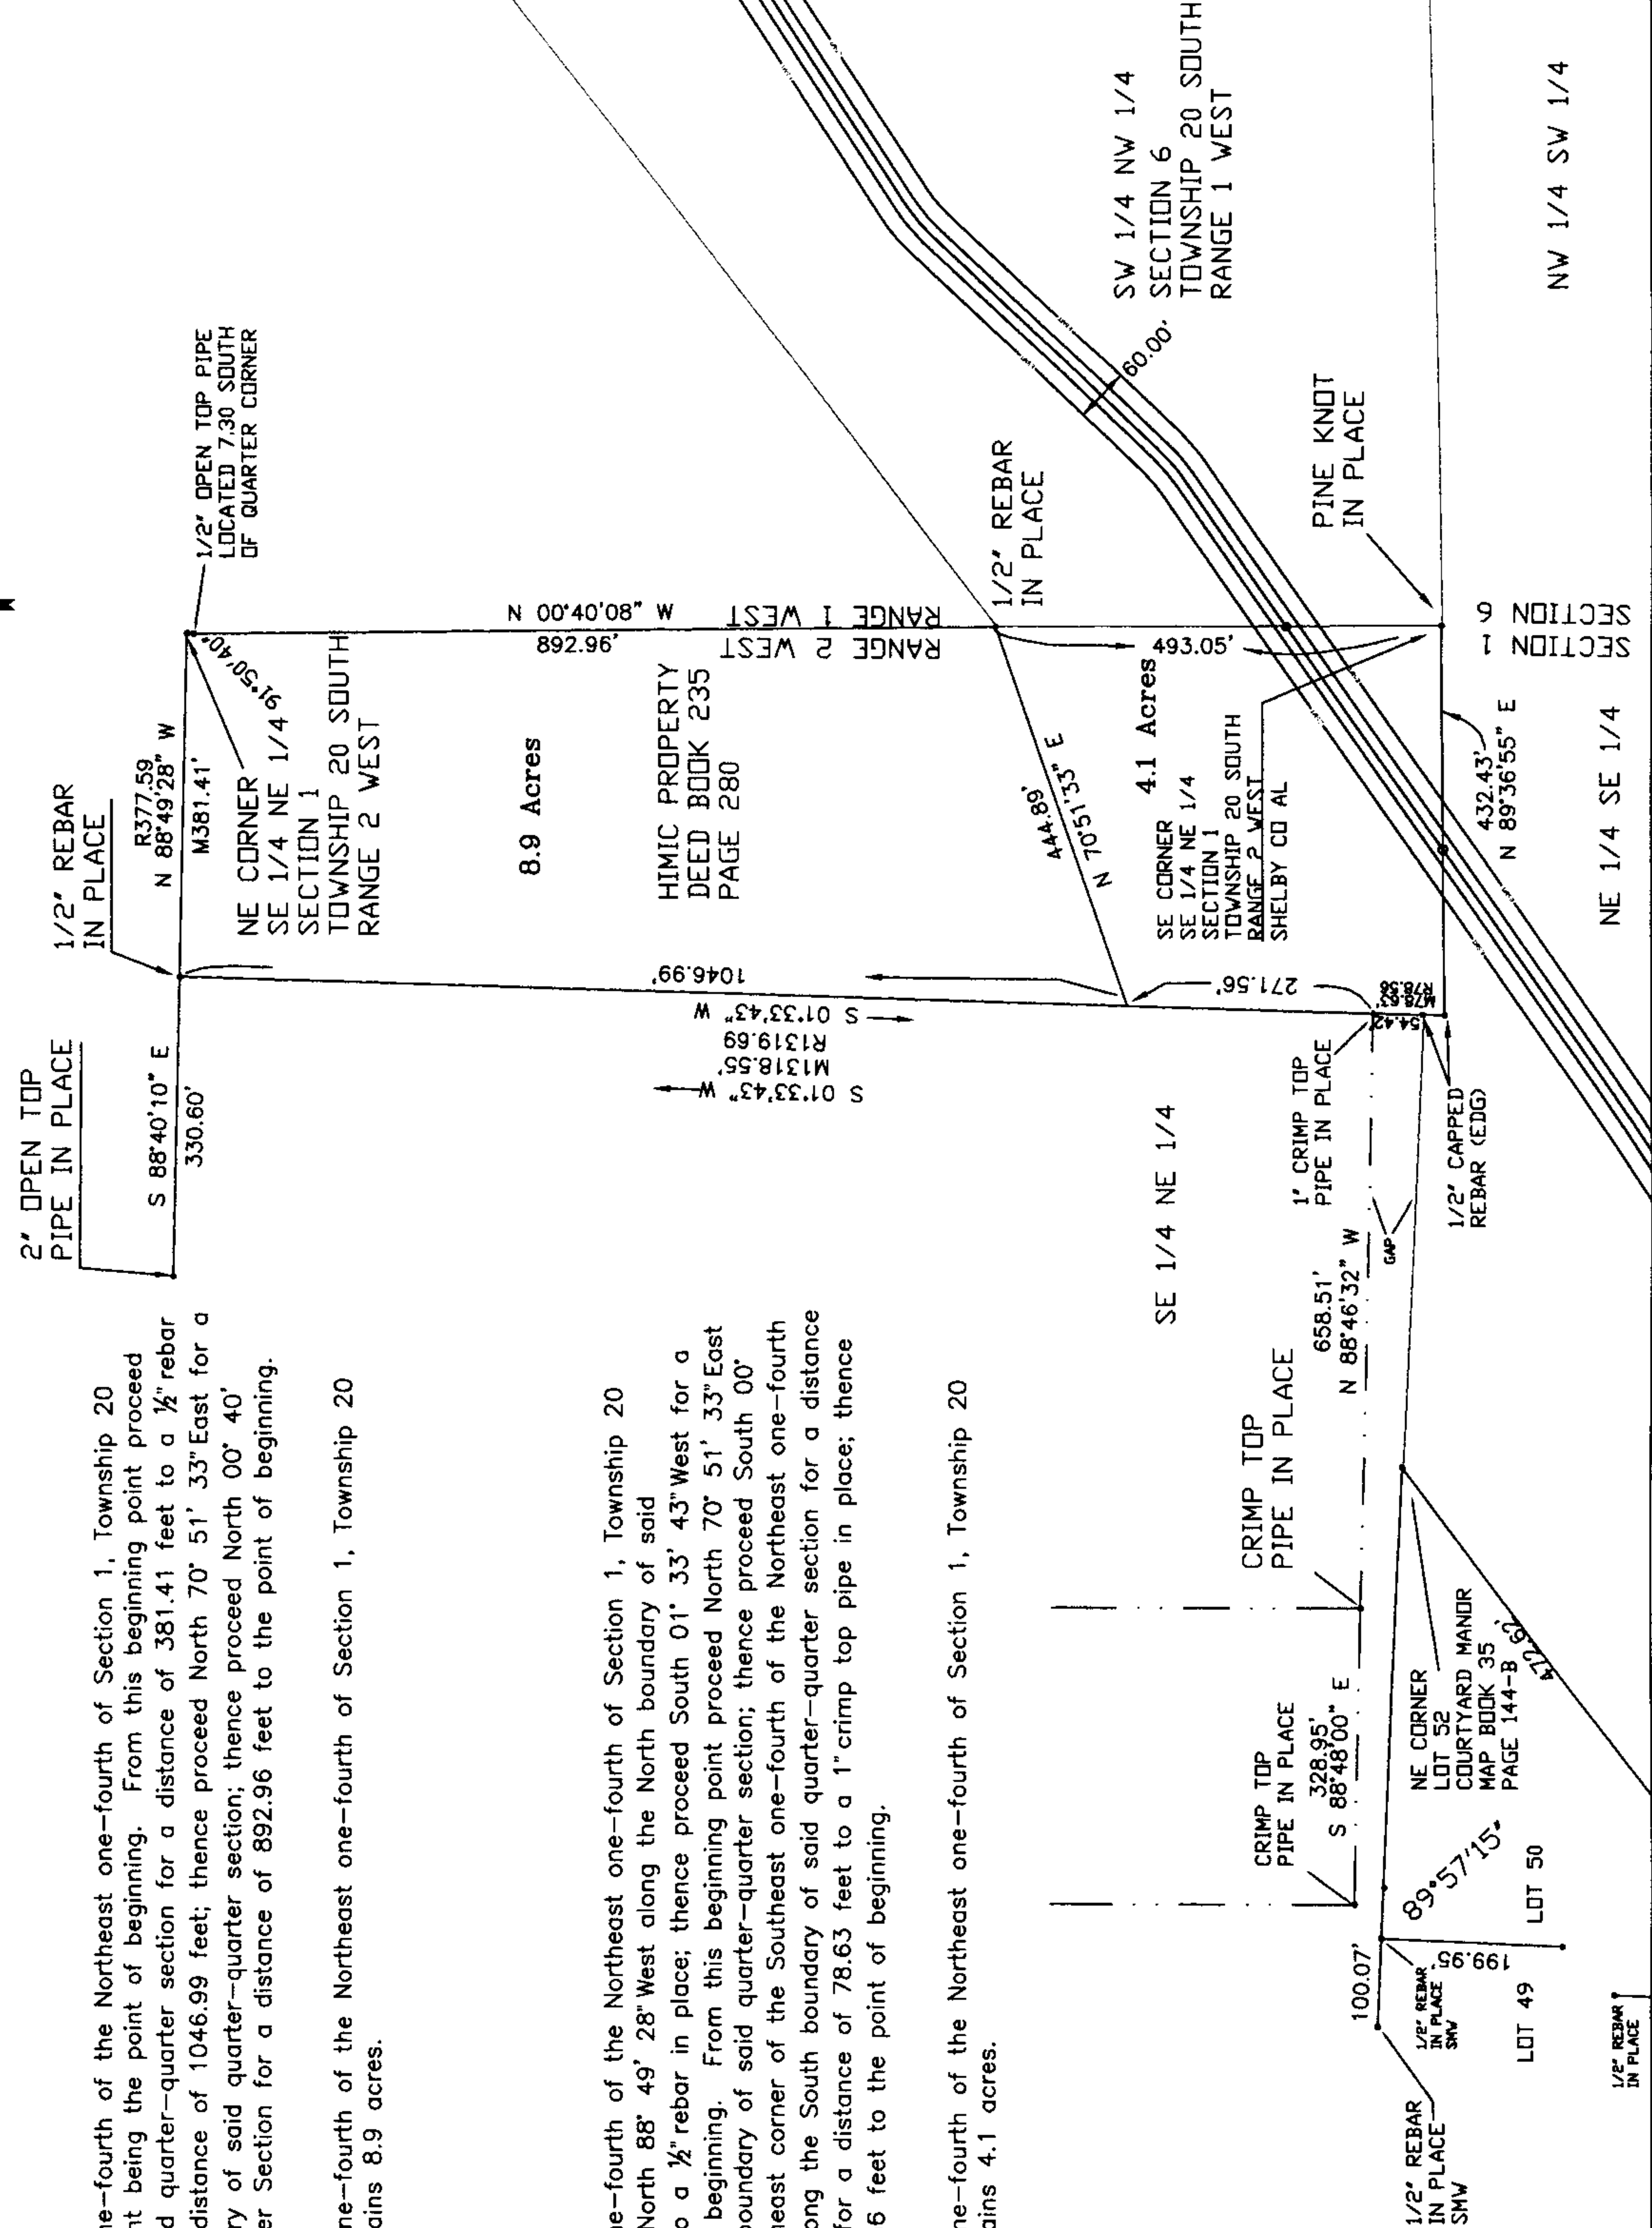 ne-fourth of the Northeast one-fourth of Section 1, Township 20
nt being the point of beginning. From this beginning point proceed
d quarter-quarter section for a distance of 381.41 feet to a ½" rebar
distance of 1046.99 feet; thence proceed North 70° 51' 33" East for a
ry of said quarter-quarter section; thence proceed North 00° 40'
er Section for a distance of 892.96 feet to the point of beginning.
ne-fourth of the Northeast one-fourth of Section 1, Township 20
ains 8.9 acres.
e-fourth of the Northeast one-fourth of Section 1, Township 20
North 88° 49' 28" West along the North boundary of said
o a ½" rebar in place; thence proceed South 01° 33' 43" West for a
beginning. From this beginning point proceed North 70° 51' 33" East
boundary of said quarter-quarter section; thence proceed South 00°
east corner of the Southeast one-fourth of the Northeast one-fourth
ong the South boundary of said quarter-quarter section for a distance
for a distance of 78.63 feet to a 1" crimp top pipe in place; thence
6 feet to the point of beginning.
ne-fourth of the Northeast one-fourth of Section 1, Township 20
ains 4.1 acres.
2" OPEN TOP
PIPE IN PLACE
S 88°40'10" E
330.60'
1/2" REBAR
IN PLACE
R377.59
N 88°49'28" W
M381.41'
1/2" OPEN TOP PIPE
LOCATED 7.30 SOUTH
OF QUARTER CORNER
91°50'40"
NE CORNER
SE 1/4 NE 1/4
SECTION 1
TOWNSHIP 20 SOUTH
RANGE 2 WEST
N 00°40'08" W
892.96'
RANGE 1 WEST
RANGE 2 WEST
8.9 Acres
HIMIC PROPERTY
DEED BOOK 235
PAGE 280
1046.99'
S 01°33'43" W
R1319.69
M1318.55'
S 01°33'43" W
444.89'
N 70°51'33" E
1/2" REBAR
IN PLACE
493.05'
4.1 Acres
SE CORNER
SE 1/4 NE 1/4
SECTION 1
TOWNSHIP 20 SOUTH
RANGE 2 WEST
SHELBY CO AL
271.56'
M78.63'
R78.56
54.42
60.00'
SW 1/4 NW 1/4
SECTION 6
TOWNSHIP 20 SOUTH
RANGE 1 WEST
PINE KNOT
IN PLACE
SECTION 6
SECTION 1
432.43'
N 89°36'55" E
NE 1/4 SE 1/4
NW 1/4 SW 1/4
SE 1/4 NE 1/4
1" CRIMP TOP
PIPE IN PLACE
1/2" CAPPED
REBAR (EDG)
GAP
658.51'
N 88°46'32" W
CRIMP TOP
PIPE IN PLACE
CRIMP TOP
PIPE IN PLACE
328.95'
S 88°48'00" E
NE CORNER
LOT 52
COURTYARD MANOR
MAP BOOK 35
PAGE 144-B
472.62'
89°57'15"
LOT 50
199.95'
LOT 49
100.07'
1/2" REBAR
IN PLACE
SMW
1/2" REBAR
IN PLACE
SMW
1/2" REBAR
IN PLACE